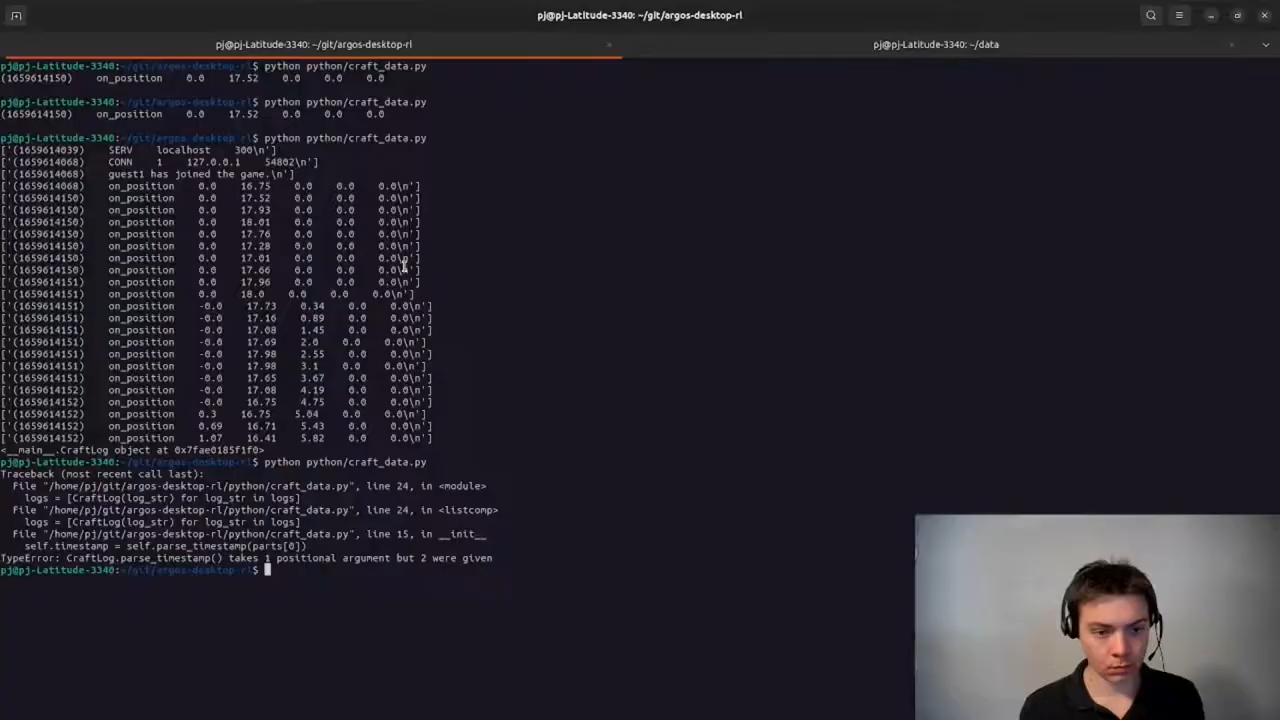 pj@pj-Latitude-3340: ~/git/argos-desktop-rl
pj@pj-Latitude-3340: ~/git/argos-desktop-rl
pj@pj-Latitude-3340: ~/data
pj@pj-Latitude-3340:~/git/argos-desktop-rl$ python python/craft_data.py
(1659614150) on_position 0.0 17.52 0.0 0.0 0.0
pj@pj-Latitude-3340:~/git/argos-desktop-rl$ python python/craft_data.py
(1659614150) on_position 0.0 17.52 0.0 0.0 0.0
pj@pj-Latitude-3340:~/git/argos-desktop-rl$ python python/craft_data.py
['(1659614039) SERV localhost 300\n']
['(1659614068) CONN 1 127.0.0.1 54802\n']
['(1659614068) guest1 has joined the game.\n']
['(1659614068) on_position 0.0 16.75 0.0 0.0 0.0\n']
['(1659614150) on_position 0.0 17.52 0.0 0.0 0.0\n']
['(1659614150) on_position 0.0 17.93 0.0 0.0 0.0\n']
['(1659614150) on_position 0.0 18.01 0.0 0.0 0.0\n']
['(1659614150) on_position 0.0 17.76 0.0 0.0 0.0\n']
['(1659614150) on_position 0.0 17.28 0.0 0.0 0.0\n']
['(1659614150) on_position 0.0 17.01 0.0 0.0 0.0\n']
['(1659614150) on_position 0.0 17.66 0.0 0.0 0.0\n']
['(1659614151) on_position 0.0 17.96 0.0 0.0 0.0\n']
['(1659614151) on_position 0.0 18.0 0.0 0.0 0.0\n']
['(1659614151) on_position -0.0 17.73 0.34 0.0 0.0\n']
['(1659614151) on_position -0.0 17.16 0.89 0.0 0.0\n']
['(1659614151) on_position -0.0 17.08 1.45 0.0 0.0\n']
['(1659614151) on_position -0.0 17.69 2.0 0.0 0.0\n']
['(1659614151) on_position -0.0 17.98 2.55 0.0 0.0\n']
['(1659614151) on_position -0.0 17.98 3.1 0.0 0.0\n']
['(1659614151) on_position -0.0 17.65 3.67 0.0 0.0\n']
['(1659614152) on_position -0.0 17.08 4.19 0.0 0.0\n']
['(1659614152) on_position -0.0 16.75 4.75 0.0 0.0\n']
['(1659614152) on_position 0.3 16.75 5.04 0.0 0.0\n']
['(1659614152) on_position 0.69 16.71 5.43 0.0 0.0\n']
['(1659614152) on_position 1.07 16.41 5.82 0.0 0.0\n']
<__main__.CraftLog object at 0x7fae0185f1f0>
pj@pj-Latitude-3340:~/git/argos-desktop-rl$ python python/craft_data.py
Traceback (most recent call last):
File "/home/pj/git/argos-desktop-rl/python/craft_data.py", line 24, in <module>
logs = [CraftLog(log_str) for log_str in logs]
File "/home/pj/git/argos-desktop-rl/python/craft_data.py", line 24, in <listcomp>
logs = [CraftLog(log_str) for log_str in logs]
File "/home/pj/git/argos-desktop-rl/python/craft_data.py", line 15, in __init__
self.timestamp = self.parse_timestamp(parts[0])
TypeError: CraftLog.parse_timestamp() takes 1 positional argument but 2 were given
pj@pj-Latitude-3340:~/git/argos-desktop-rl$